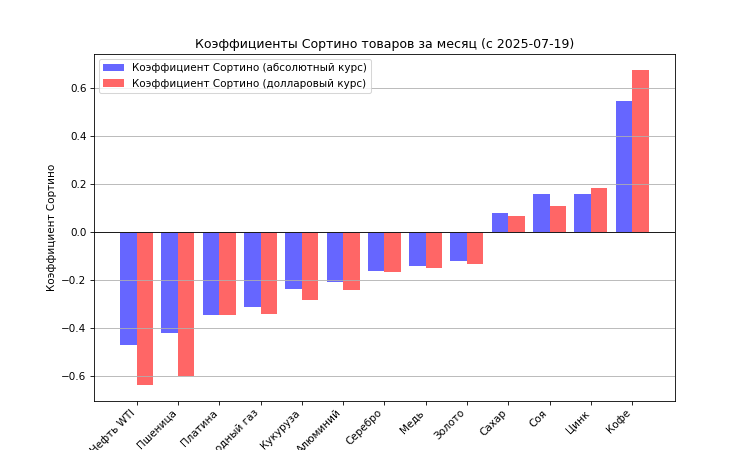 Коэффициенты Сортино товаров за месяц (с 2025-07-19)
Коэффициент Сортино (абсолютный курс)
Коэффициент Сортино (долларовый курс)
Коэффициент Сортино
0.6
0.4
0.2
0.0
−0.2
−0.4
−0.6
Нефть WTI
Пшеница
Платина
газ
Кукуруза
Алюминий
Серебро
Медь
Золото
Сахар
Соя
Цинк
Кофе